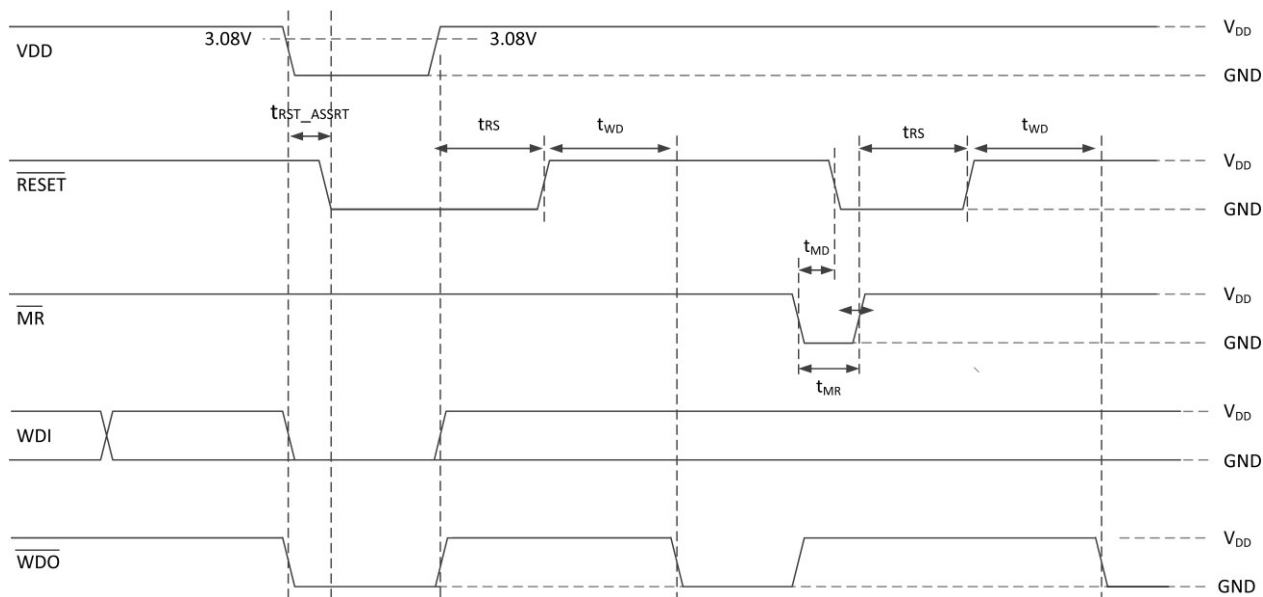 VDD
3.08V
3.08V
VDD
GND
tRST_ASSRT
tRS
tWD
tRS
tWD
RESET
VDD
GND
tMD
MR
VDD
GND
tMR
WDI
VDD
GND
WDO
VDD
GND